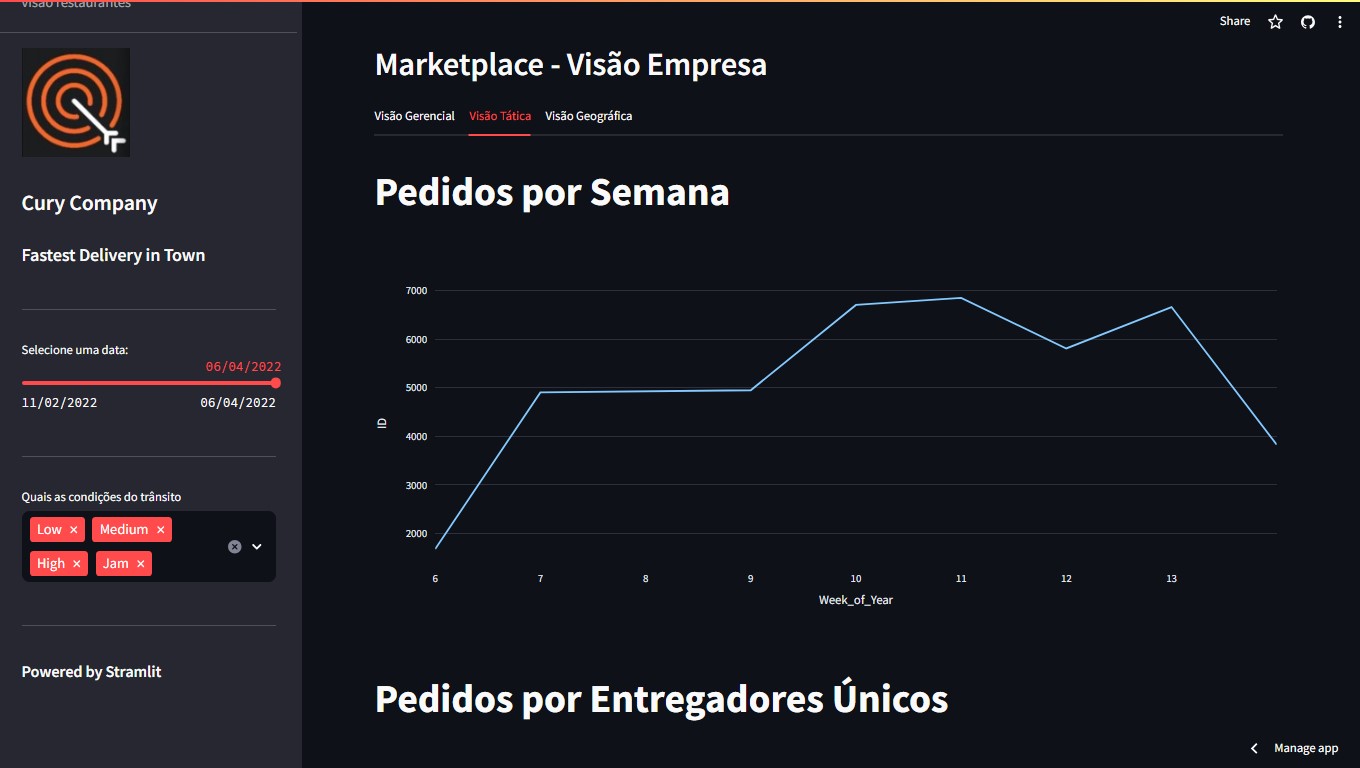 visão restaurantes
Cury Company
Fastest Delivery in Town
Selecione uma data:
06/04/2022
11/02/2022 06/04/2022
Quais as condições do trânsito
Low × Medium ×
High × Jam ×
Powered by Stramlit
Share
Marketplace - Visão Empresa
Visão Gerencial Visão Tática Visão Geográfica
Pedidos por Semana
7000
6000
5000
4000
3000
2000
ID
6 7 8 9 10 11 12 13
Week_of_Year
Pedidos por Entregadores Únicos
Manage app